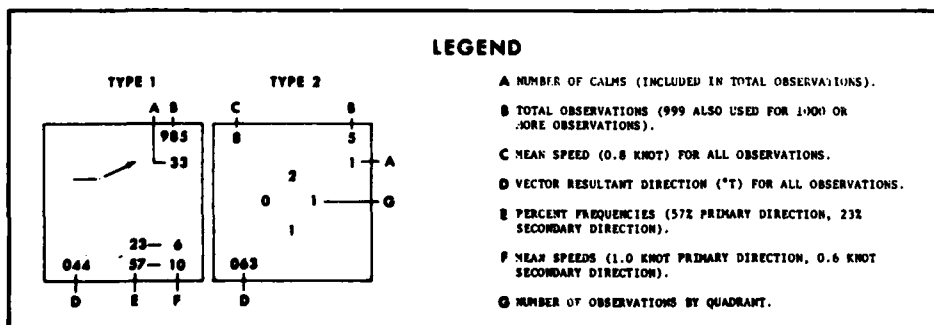 LEGEND
TYPE 1 TYPE 2
A B C B
985 8 5
33 1 A
2
0 1 G
1
23 6
044 57 10 063
D E F D
A NUMBER OF CALMS (INCLUDED IN TOTAL OBSERVATIONS).
B TOTAL OBSERVATIONS (999 ALSO USED FOR 1000 OR
MORE OBSERVATIONS).
C MEAN SPEED (0.8 KNOT) FOR ALL OBSERVATIONS.
D VECTOR RESULTANT DIRECTION (°T) FOR ALL OBSERVATIONS.
E PERCENT FREQUENCIES (57% PRIMARY DIRECTION, 23%
SECONDARY DIRECTION).
F MEAN SPEEDS (1.0 KNOT PRIMARY DIRECTION, 0.6 KNOT
SECONDARY DIRECTION).
G NUMBER OF OBSERVATIONS BY QUADRANT.